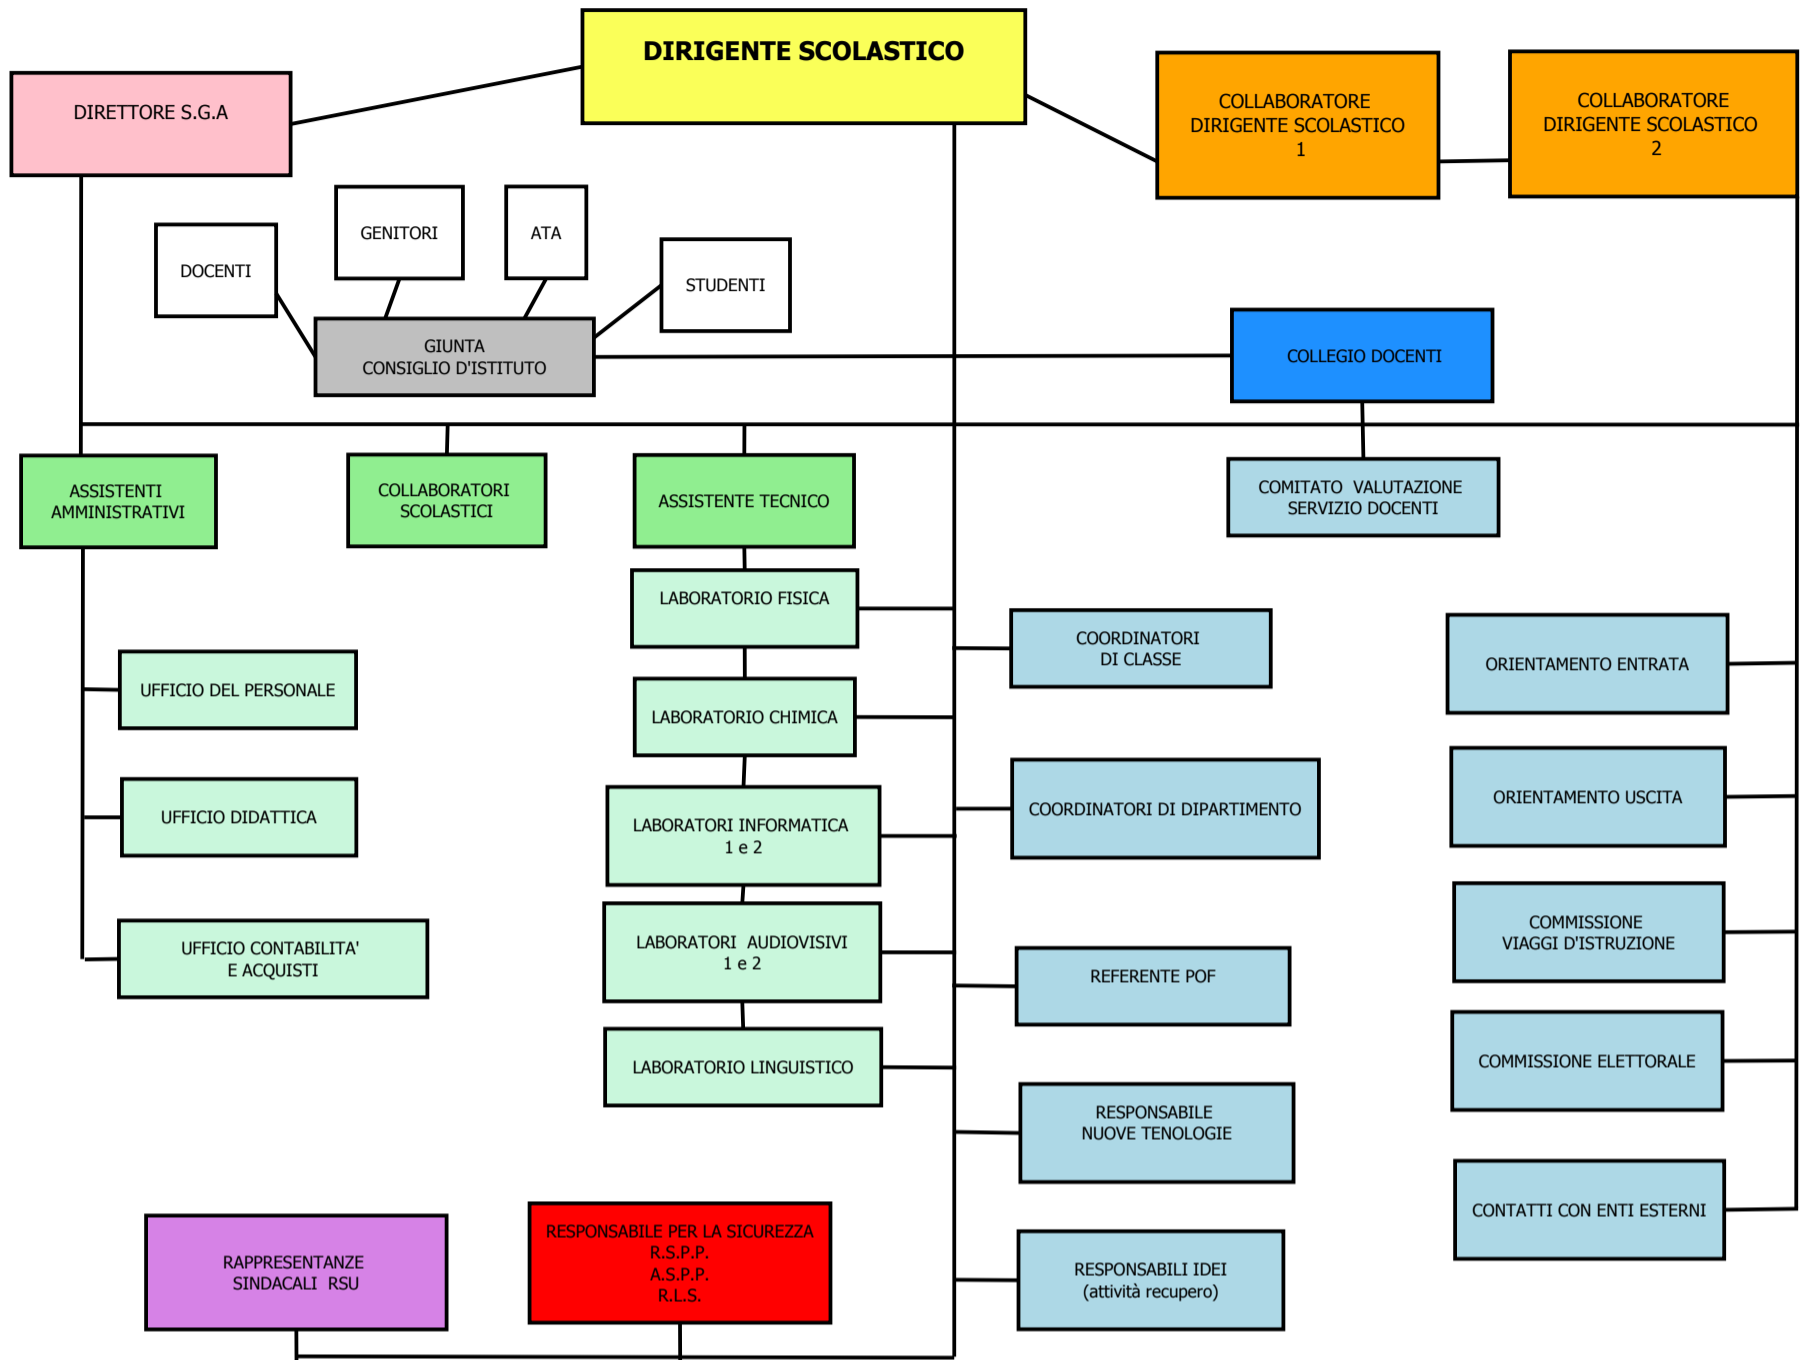 DIRIGENTE SCOLASTICO
DIRETTORE S.G.A
COLLABORATORE
DIRIGENTE SCOLASTICO
1
COLLABORATORE
DIRIGENTE SCOLASTICO
2
DOCENTI
GENITORI
ATA
STUDENTI
GIUNTA
CONSIGLIO D'ISTITUTO
COLLEGIO DOCENTI
ASSISTENTI
AMMINISTRATIVI
COLLABORATORI
SCOLASTICI
ASSISTENTE TECNICO
COMITATO VALUTAZIONE
SERVIZIO DOCENTI
UFFICIO DEL PERSONALE
UFFICIO DIDATTICA
UFFICIO CONTABILITA'
E ACQUISTI
LABORATORIO FISICA
LABORATORIO CHIMICA
LABORATORI INFORMATICA
1 e 2
LABORATORI AUDIOVISIVI
1 e 2
LABORATORIO LINGUISTICO
COORDINATORI
DI CLASSE
COORDINATORI DI DIPARTIMENTO
REFERENTE POF
RESPONSABILE
NUOVE TENOLOGIE
RESPONSABILI IDEI
(attività recupero)
ORIENTAMENTO ENTRATA
ORIENTAMENTO USCITA
COMMISSIONE
VIAGGI D'ISTRUZIONE
COMMISSIONE ELETTORALE
CONTATTI CON ENTI ESTERNI
RAPPRESENTANZE
SINDACALI RSU
RESPONSABILE PER LA SICUREZZA
R.S.P.P.
A.S.P.P.
R.L.S.